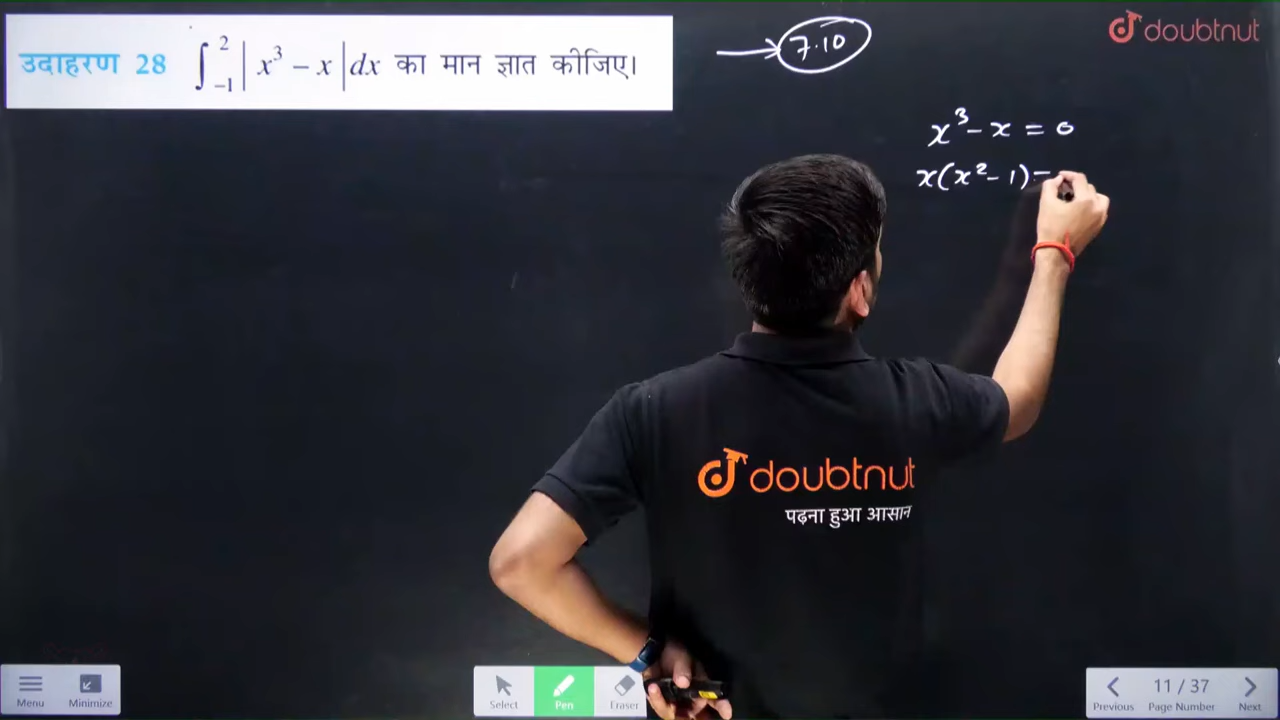 उदाहरण 28 ∫₋₁² | x³ − x | dx का मान ज्ञात कीजिए।
7.10
doubtnut
x³ - x = 0
x(x² - 1) =
doubtnut
पढ़ना हुआ आसान
Menu
Minimize
Select
Pen
Eraser
Previous
11 / 37
Page Number
Next